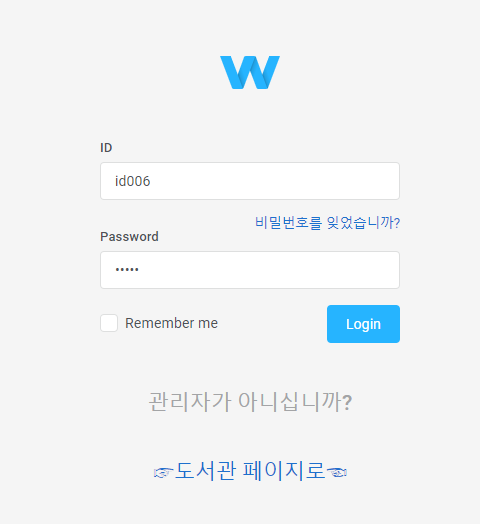 W
ID
id006
비밀번호를 잊었습니까?
Password
•••••
Remember me
Login
관리자가 아니십니까?
☞도서관 페이지로☜